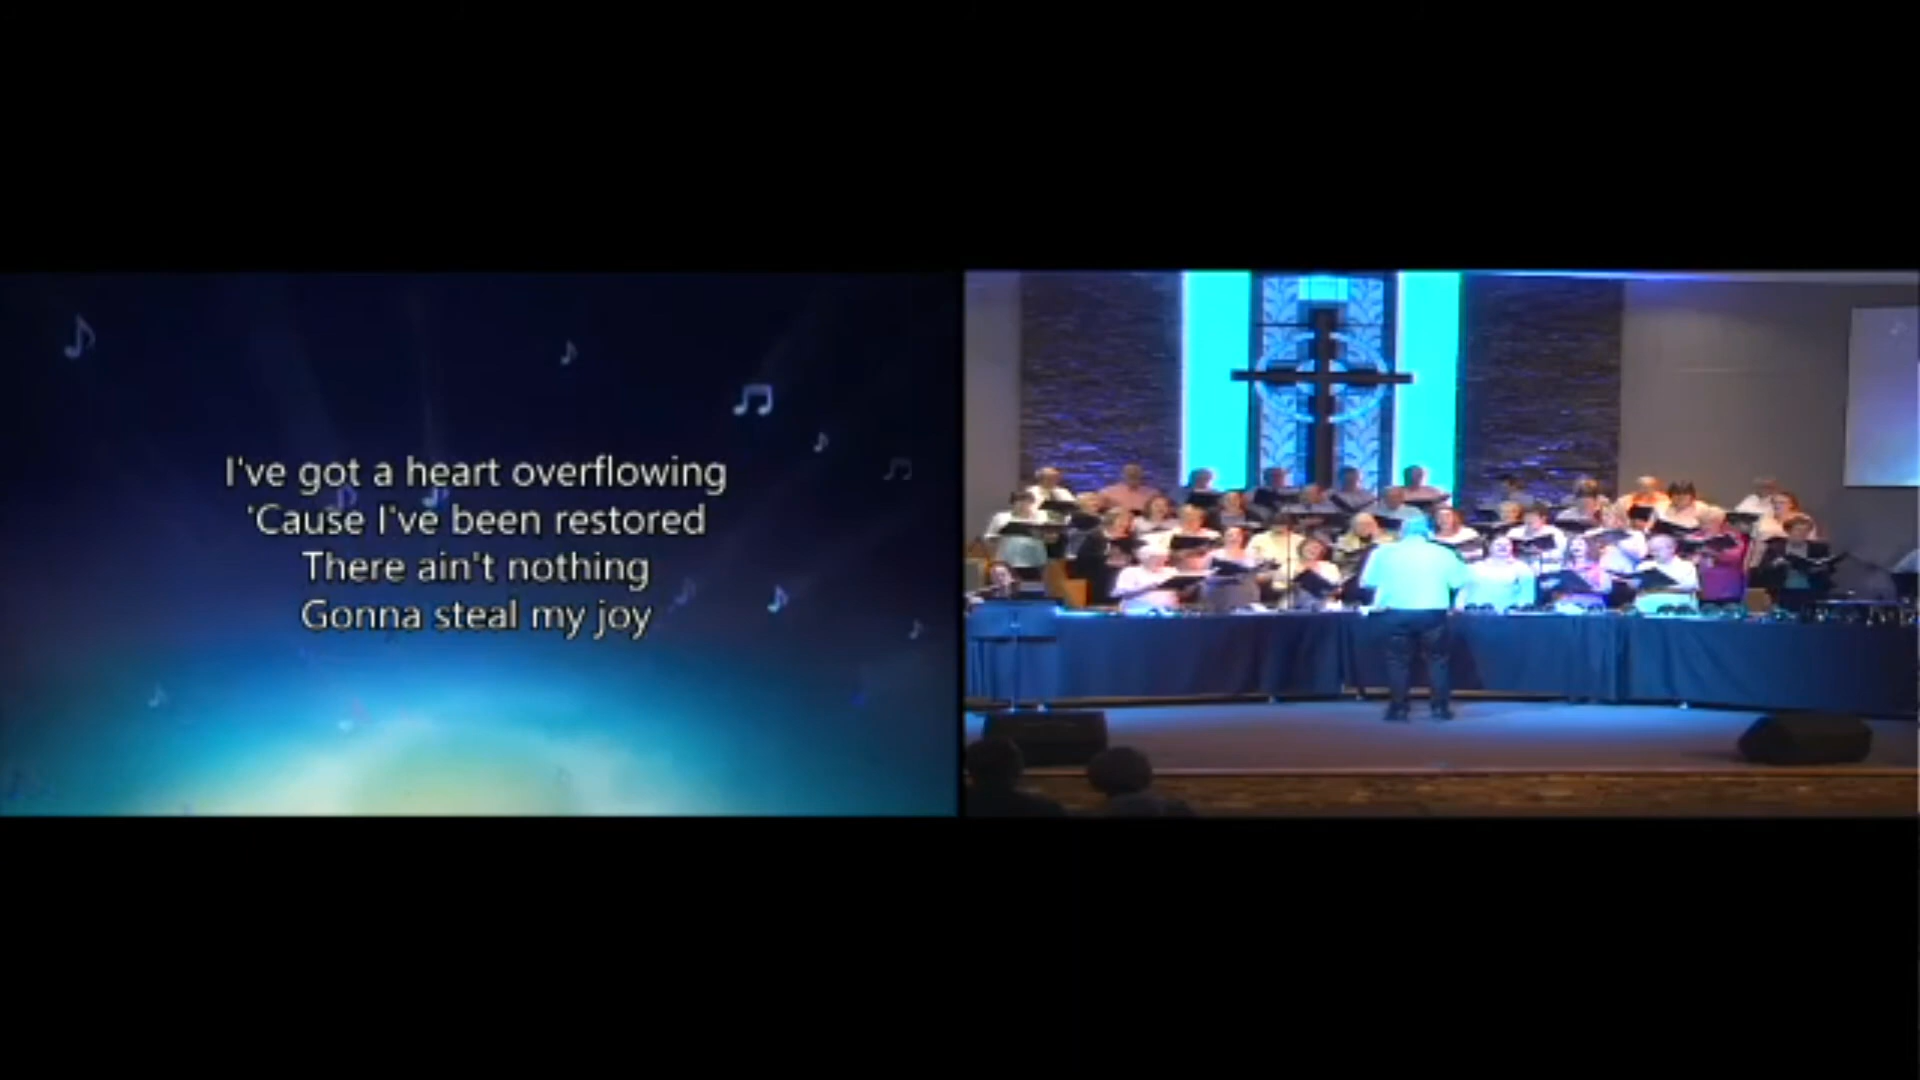 I've got a heart overflowing
'Cause I've been restored
There ain't nothing
Gonna steal my joy